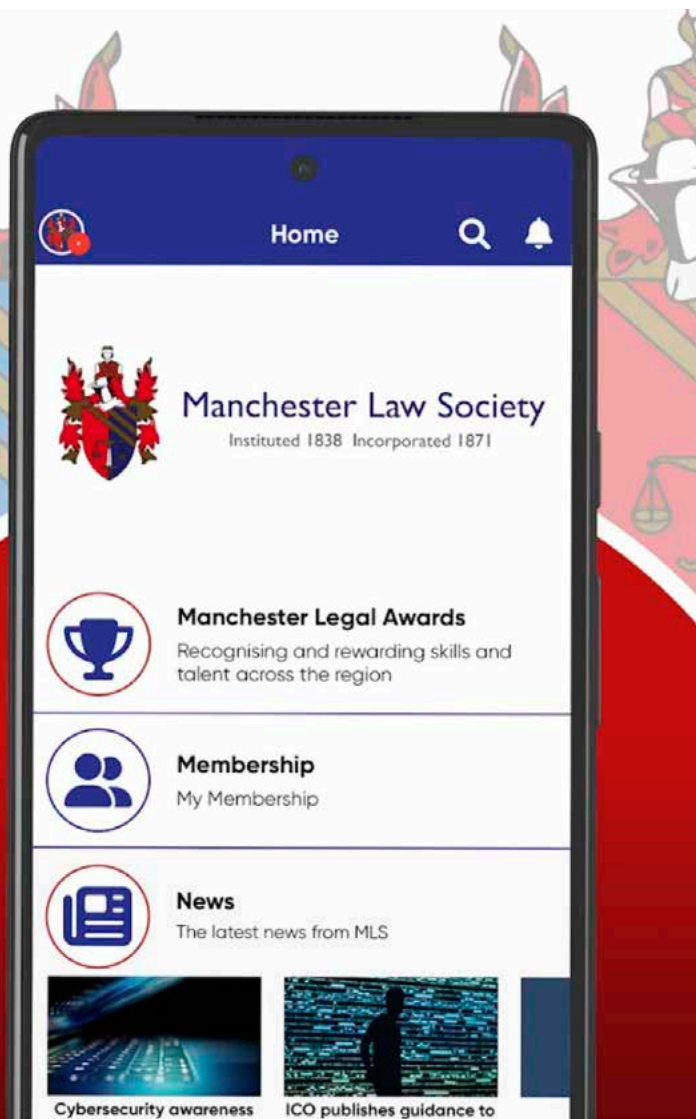 Home
Manchester Law Society
Instituted 1838 Incorporated 1871
Manchester Legal Awards
Recognising and rewarding skills and
talent across the region
Membership
My Membership
News
The latest news from MLS
Cybersecurity awareness
ICO publishes guidance to